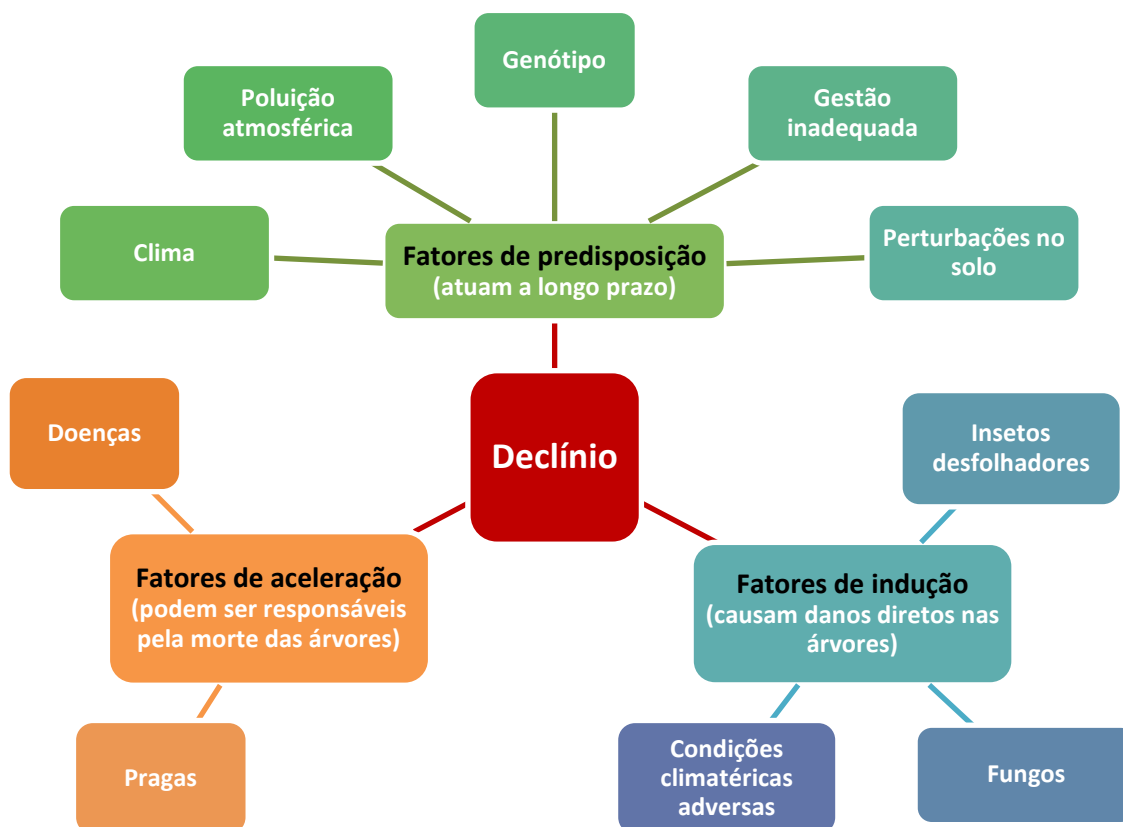 Genótipo
Poluição
atmosférica
Gestão
inadequada
Clima
Fatores de predisposição
(atuam a longo prazo)
Perturbações no
solo
Doenças
Declínio
Insetos
desfolhadores
Fatores de aceleração
(podem ser responsáveis
pela morte das árvores)
Fatores de indução
(causam danos diretos nas
árvores)
Pragas
Condições
climatéricas
adversas
Fungos